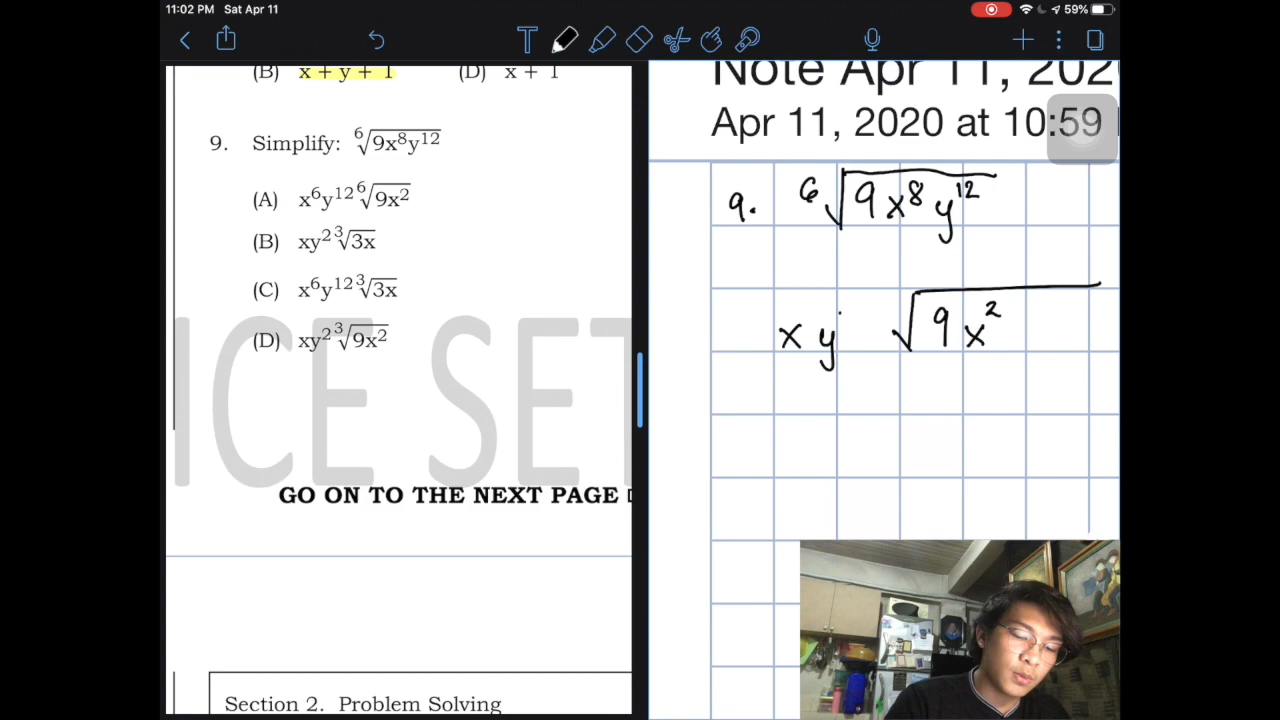 11:02 PM Sat Apr 11
59%
(B) x + y + 1 (D) x + 1
9. Simplify: ⁶√9x⁸y¹²
(A) x⁶y¹² ⁶√9x²
(B) xy² ³√3x
(C) x⁶y¹² ³√3x
(D) xy² ³√9x²
ICE SET
GO ON TO THE NEXT PAGE
Section 2. Problem Solving
Note Apr 11, 202
Apr 11, 2020 at 10:59
9. ⁶√9x⁸y¹²
x y √9x²